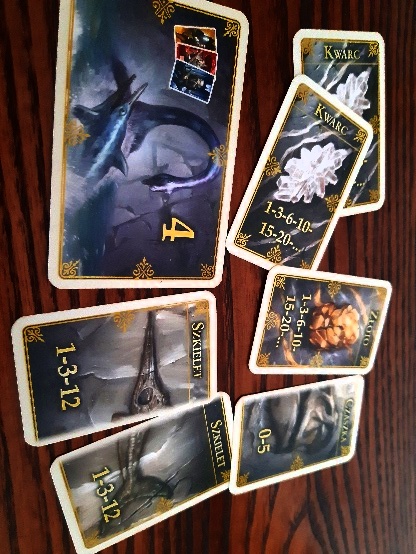 4
KWARC
KWARC
1-3-6-10-
15-20-...
ZŁOTO
1-3-6-10-
15-20-...
SZKIELET
1-3-12
SZKIELET
1-3-12
CZASZKA
0-5